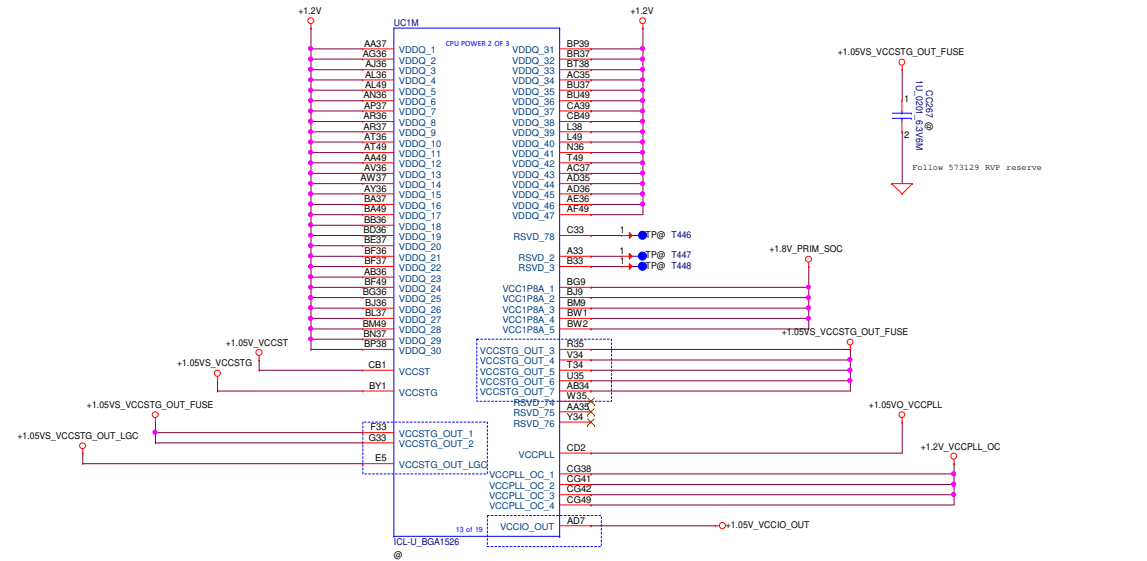 +1.2V
+1.2V
UC1M
CPU POWER 2 OF 3
AA37 VDDQ_1
AG36 VDDQ_2
AJ36 VDDQ_3
AL36 VDDQ_4
AL49 VDDQ_5
AN36 VDDQ_6
AP37 VDDQ_7
AR36 VDDQ_8
AR37 VDDQ_9
AT36 VDDQ_10
AT49 VDDQ_11
AA49 VDDQ_12
AV36 VDDQ_13
AW37 VDDQ_14
AY36 VDDQ_15
BA37 VDDQ_16
BA49 VDDQ_17
BB36 VDDQ_18
BD36 VDDQ_19
BE37 VDDQ_20
BF36 VDDQ_21
BF37 VDDQ_22
AB36 VDDQ_23
BF49 VDDQ_24
BG36 VDDQ_25
BJ36 VDDQ_26
BL37 VDDQ_27
BM49 VDDQ_28
BN37 VDDQ_29
BP38 VDDQ_30
+1.05V_VCCST
CB1 VCCST
+1.05VS_VCCSTG
BY1 VCCSTG
+1.05VS_VCCSTG_OUT_FUSE
F33 VCCSTG_OUT_1
G33 VCCSTG_OUT_2
+1.05VS_VCCSTG_OUT_LGC
E5 VCCSTG_OUT_LGC
VDDQ_31 BP39
VDDQ_32 BR37
VDDQ_33 BT38
VDDQ_34 AC35
VDDQ_35 BU37
VDDQ_36 BU49
VDDQ_37 CA39
VDDQ_38 CB49
VDDQ_39 L38
VDDQ_40 L49
VDDQ_41 N36
VDDQ_42 T49
VDDQ_43 AC37
VDDQ_44 AD35
VDDQ_45 AD36
VDDQ_46 AE36
VDDQ_47 AF49
RSVD_78 C33 1 TP@ T446
RSVD_2 A33 1 TP@ T447
RSVD_3 B33 1 TP@ T448
+1.8V_PRIM_SOC
VCC1P8A_1 BG9
VCC1P8A_2 BJ9
VCC1P8A_3 BM9
VCC1P8A_4 BW1
VCC1P8A_5 BW2
+1.05VS_VCCSTG_OUT_FUSE
VCCSTG_OUT_3 R35
VCCSTG_OUT_4 V34
VCCSTG_OUT_5 T34
VCCSTG_OUT_6 U35
VCCSTG_OUT_7 AB34
RSVD_74 W35
RSVD_75 AA35
RSVD_76 Y34
+1.05VO_VCCPLL
VCCPLL CD2
+1.2V_VCCPLL_OC
VCCPLL_OC_1 CG38
VCCPLL_OC_2 CG41
VCCPLL_OC_3 CG42
VCCPLL_OC_4 CG49
VCCIO_OUT AD7 +1.05V_VCCIO_OUT
13 of 19
ICL-U_BGA1526
@
+1.05VS_VCCSTG_OUT_FUSE
1
2
CC267
1U_0201_6.3V6M
@
Follow 573129 RVP reserve